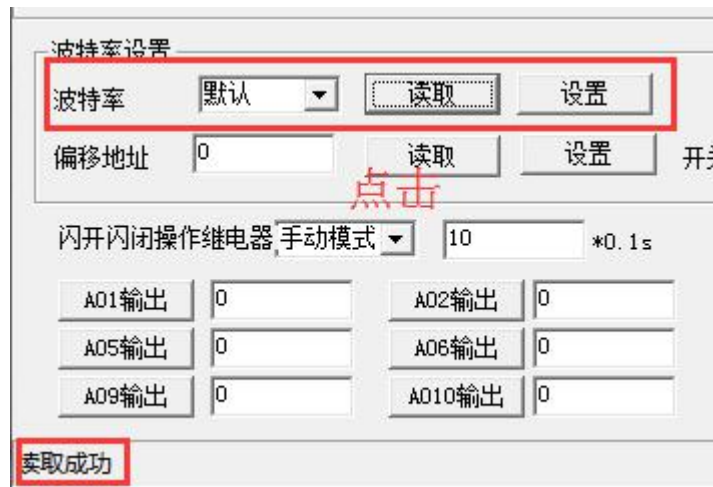 波特率设置
波特率 默认 读取 设置
偏移地址 0 读取 设置 开关
点击
闪开闪闭操作继电器 手动模式 10 *0.1s
A01输出 0 A02输出 0
A05输出 0 A06输出 0
A09输出 0 A010输出 0
读取成功